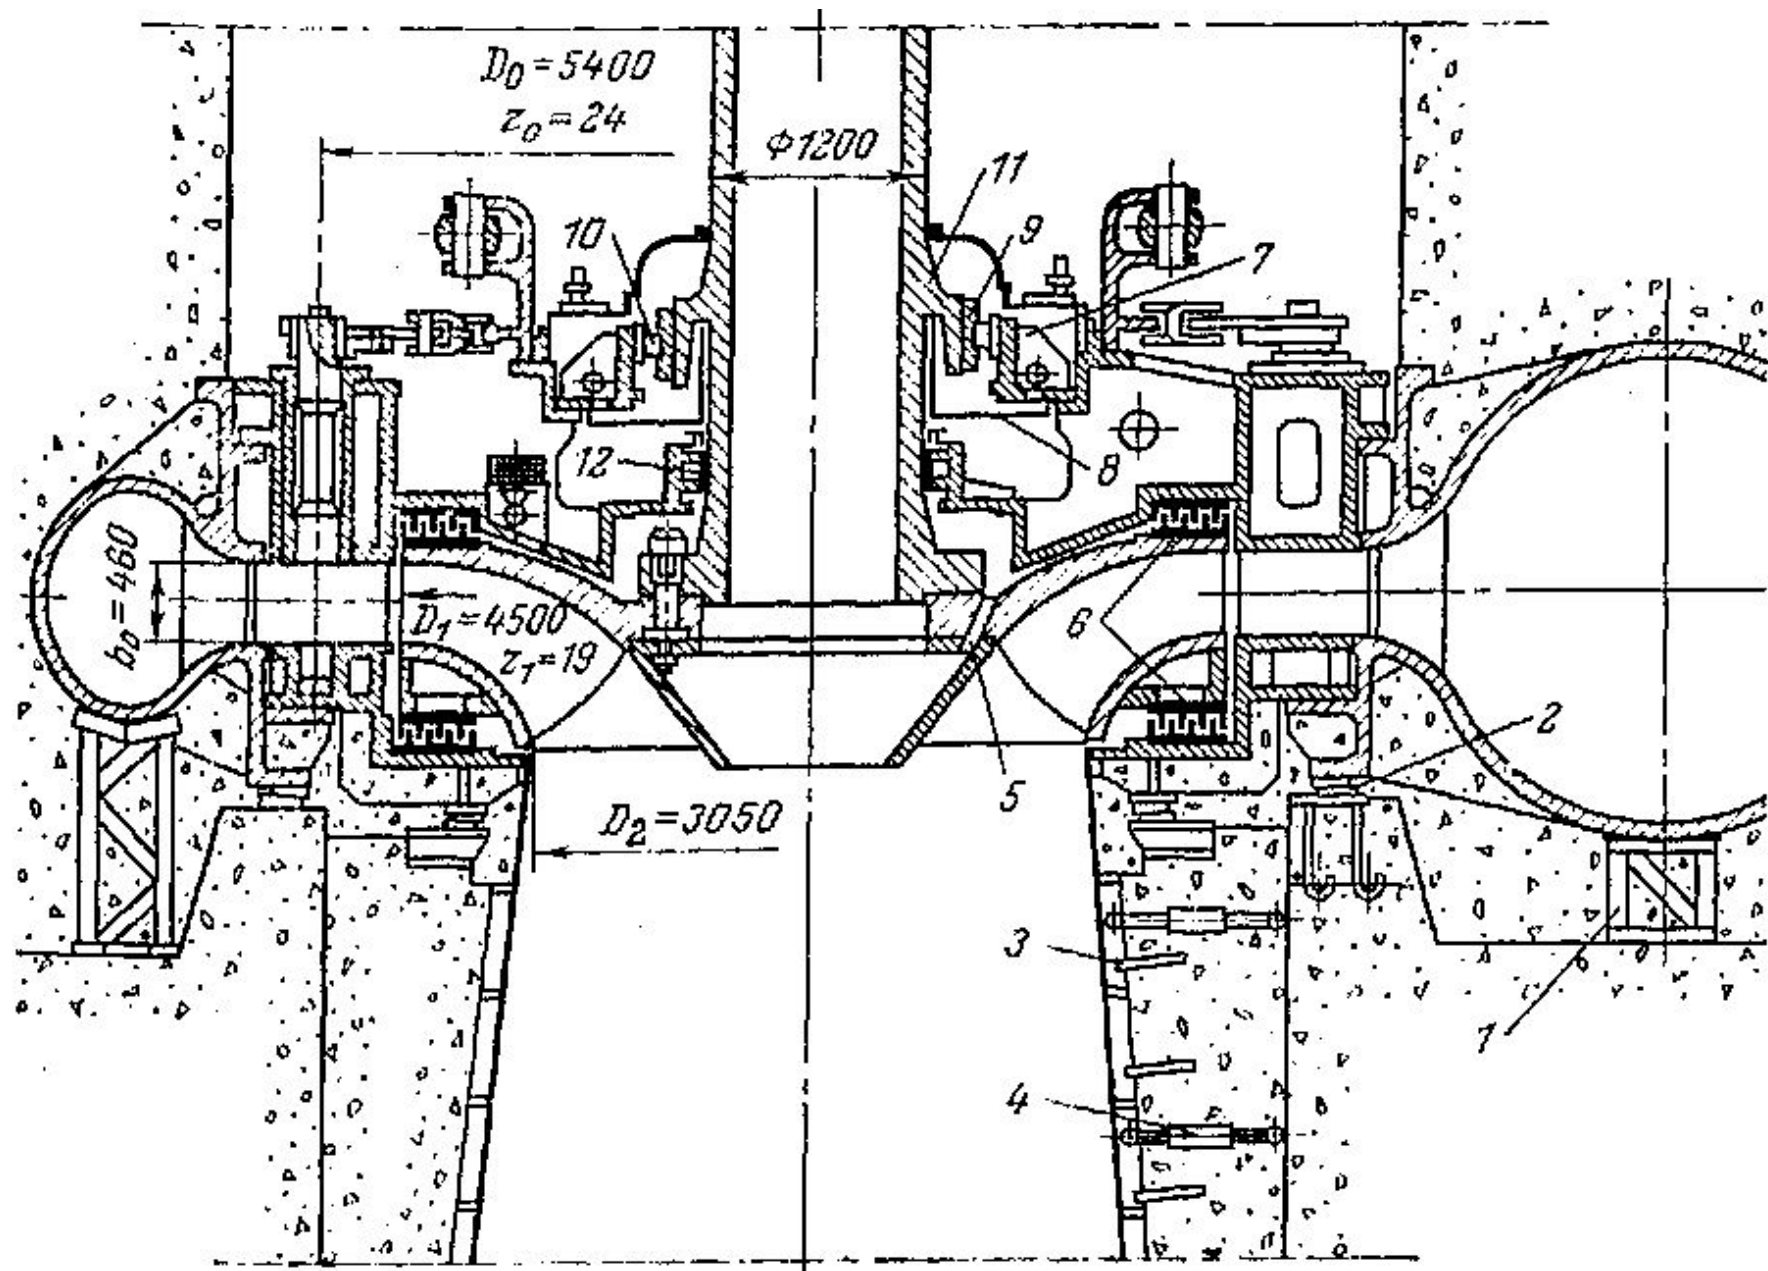 D₀ = 5400
z₀ = 24
Φ1200
11
10
9
7
12
8
b₀ = 460
D₁ = 4500
z₁ = 19
6
2
5
D₂ = 3050
3
1
4